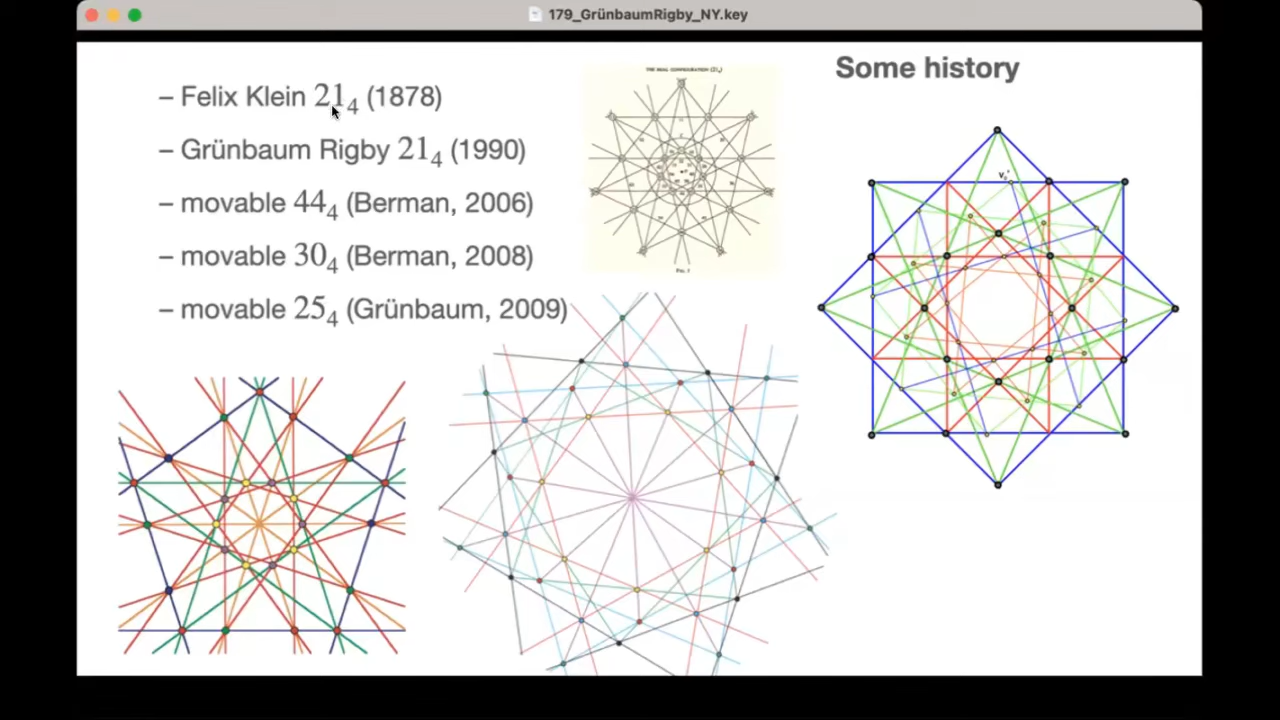 179_GrünbaumRigby_NY.key
Some history
– Felix Klein 21₄ (1878)
– Grünbaum Rigby 21₄ (1990)
– movable 44₄ (Berman, 2006)
– movable 30₄ (Berman, 2008)
– movable 25₄ (Grünbaum, 2009)